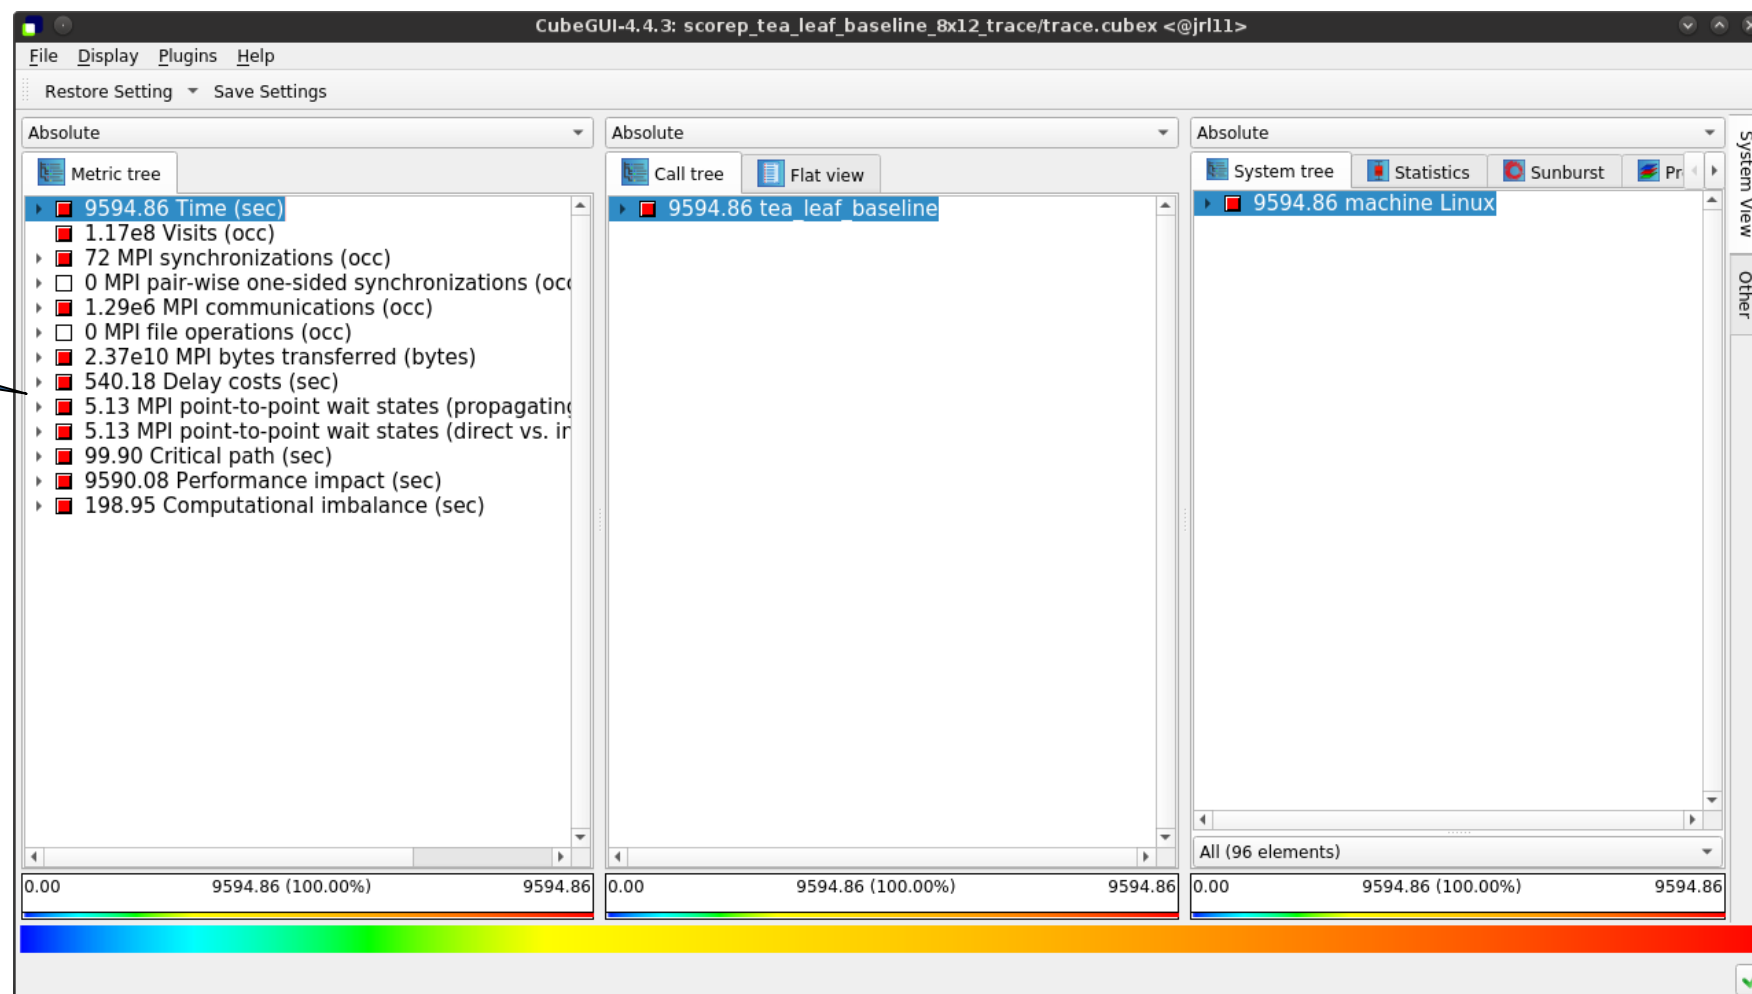 CubeGUI-4.4.3: scorep_tea_leaf_baseline_8x12_trace/trace.cubex <@jrl11>
File Display Plugins Help
Restore Setting Save Settings
Absolute
Metric tree
9594.86 Time (sec)
1.17e8 Visits (occ)
72 MPI synchronizations (occ)
0 MPI pair-wise one-sided synchronizations (occ
1.29e6 MPI communications (occ)
0 MPI file operations (occ)
2.37e10 MPI bytes transferred (bytes)
540.18 Delay costs (sec)
5.13 MPI point-to-point wait states (propagating
5.13 MPI point-to-point wait states (direct vs. in
99.90 Critical path (sec)
9590.08 Performance impact (sec)
198.95 Computational imbalance (sec)
0.00 9594.86 (100.00%) 9594.86
Absolute
Call tree Flat view
9594.86 tea_leaf_baseline
0.00 9594.86 (100.00%) 9594.86
Absolute
System tree Statistics Sunburst Pr
9594.86 machine Linux
All (96 elements)
0.00 9594.86 (100.00%) 9594.86
System View
Other